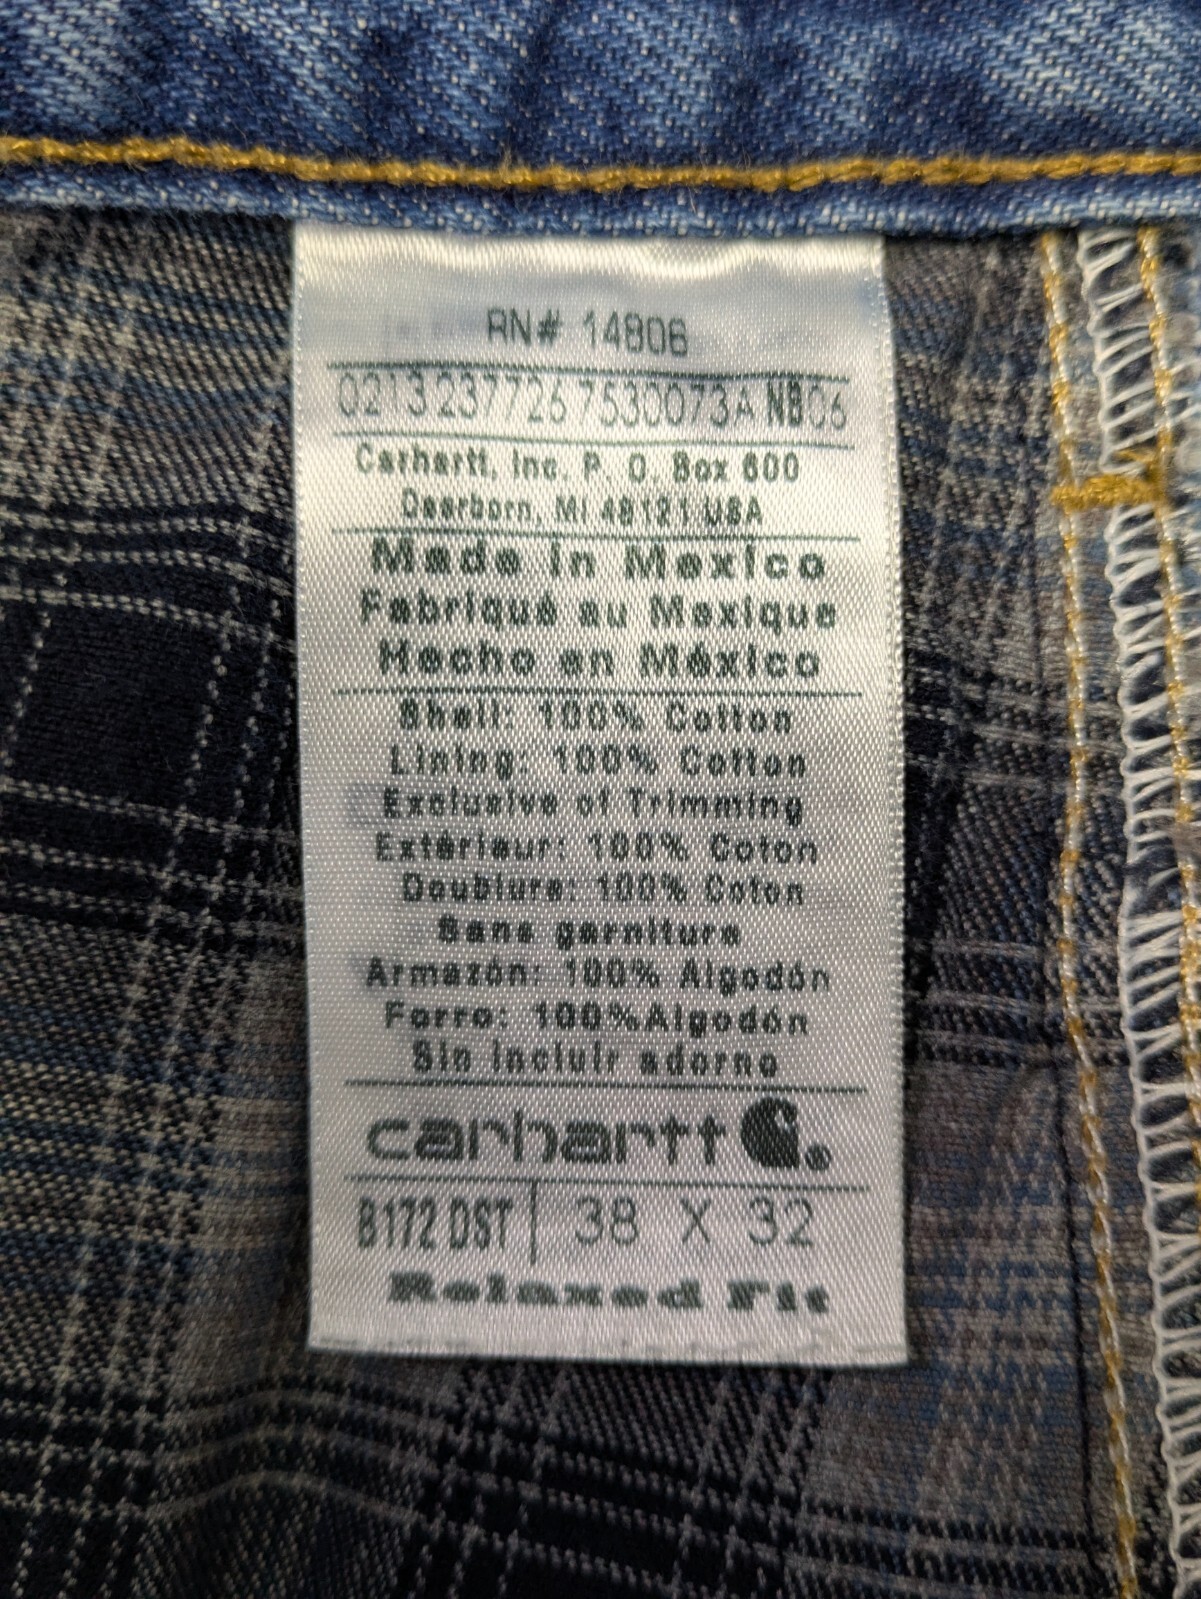 RN# 14806
0213237726 7530073A NB06
Carhartt, Inc. P. O. Box 600
Dearborn, MI 48121 USA
Made in Mexico
Fabriqué au Mexique
Hecho en México
Shell: 100% Cotton
Lining: 100% Cotton
Exclusive of Trimming
Extérieur: 100% Coton
Doublure: 100% Coton
Sans garniture
Armazón: 100% Algodón
Forro: 100%Algodón
Sin incluir adorno
carhartt
B172 DST | 38 X 32
Relaxed Fit